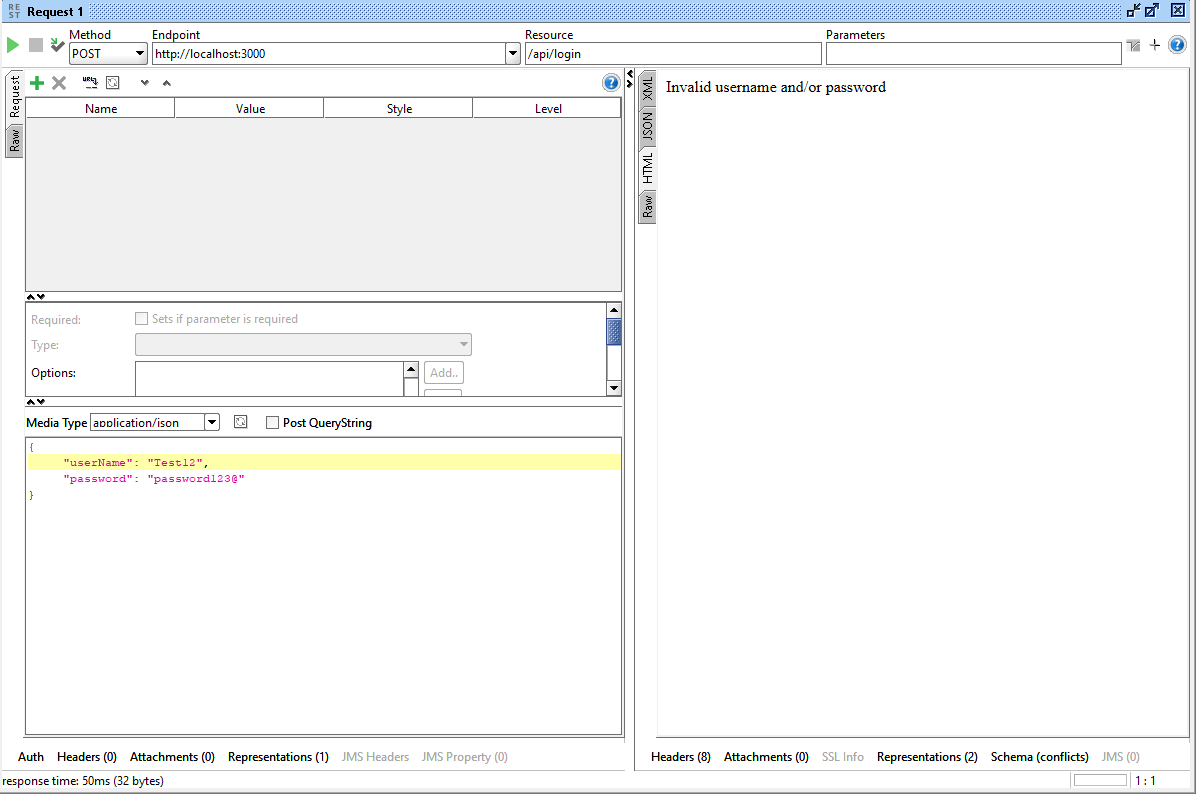 REST Request 1
Method Endpoint Resource Parameters
POST http://localhost:3000 /api/login
Request
Raw
Name Value Style Level
Required: Sets if parameter is required
Type:
Options: Add..
Media Type application/json Post QueryString
{
"userName": "Test12",
"password": "password123@"
}
Auth Headers (0) Attachments (0) Representations (1) JMS Headers JMS Property (0)
XML
JSON
HTML
Raw
Invalid username and/or password
Headers (8) Attachments (0) SSL Info Representations (2) Schema (conflicts) JMS (0)
response time: 50ms (32 bytes)
1 : 1